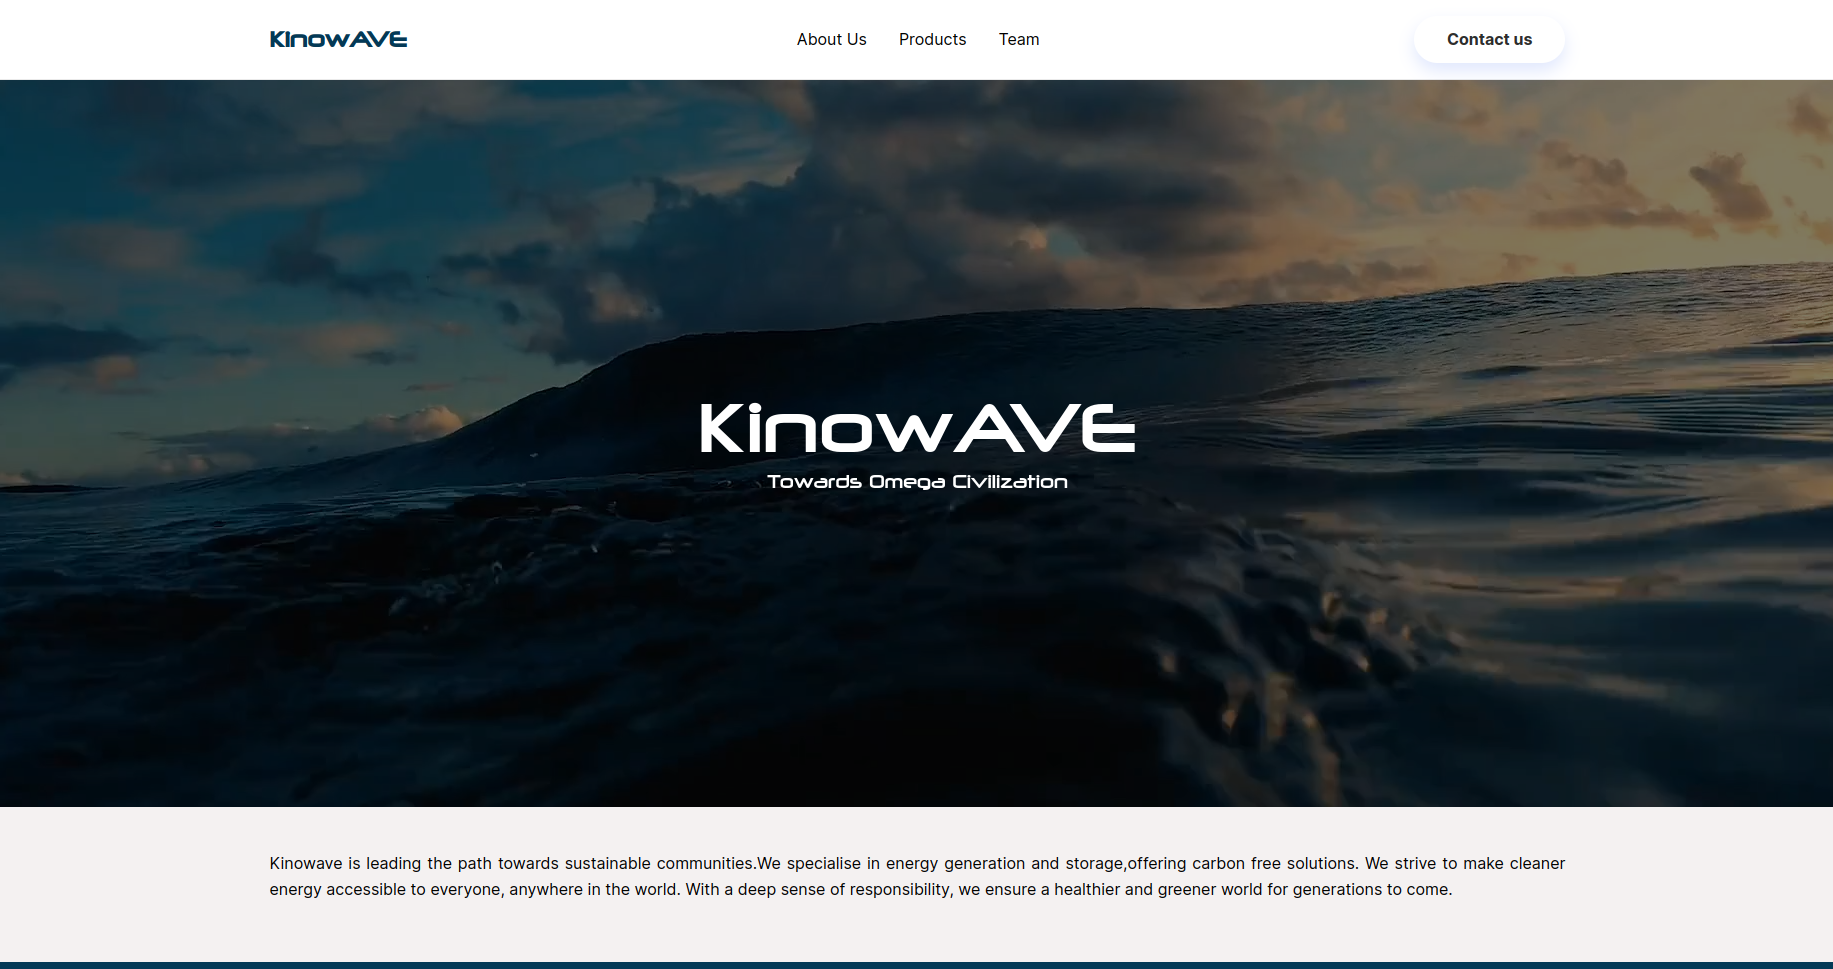 KinowAVE
About Us
Products
Team
Contact us
KinowAVE
Towards Omega Civilization
Kinowave is leading the path towards sustainable communities.We specialise in energy generation and storage,offering carbon free solutions. We strive to make cleaner
energy accessible to everyone, anywhere in the world. With a deep sense of responsibility, we ensure a healthier and greener world for generations to come.